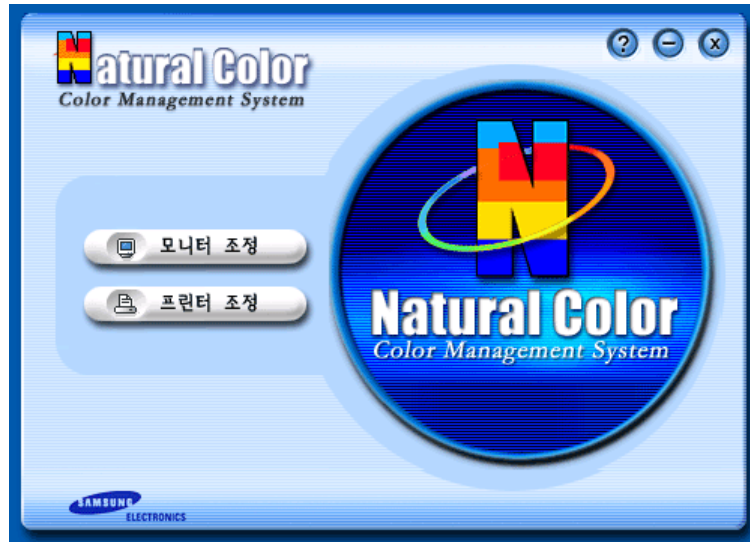 Natural Color
Color Management System
? − x
모니터 조정
프린터 조정
N
Natural Color
Color Management System
SAMSUNG
ELECTRONICS